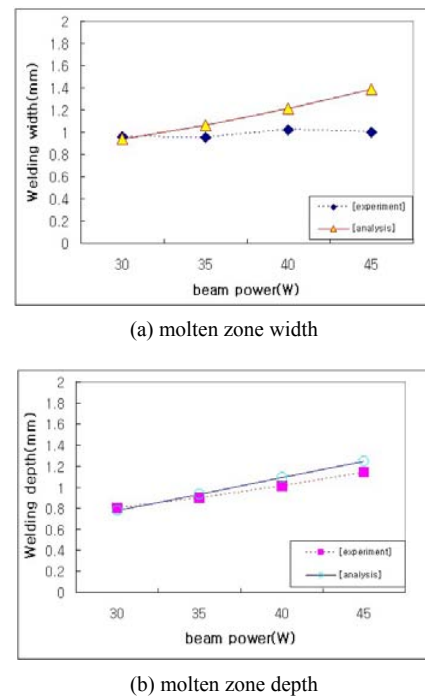 2
1.8
1.6
1.4
1.2
1
0.8
0.6
0.4
0.2
0
Welding width(mm)
[experiment]
[analysis]
30 35 40 45
beam power(W)
(a) molten zone width
2
1.8
1.6
1.4
1.2
1
0.8
0.6
0.4
0.2
0
Welding depth(mm)
[experiment]
[analysis]
30 35 40 45
beam power(W)
(b) molten zone depth